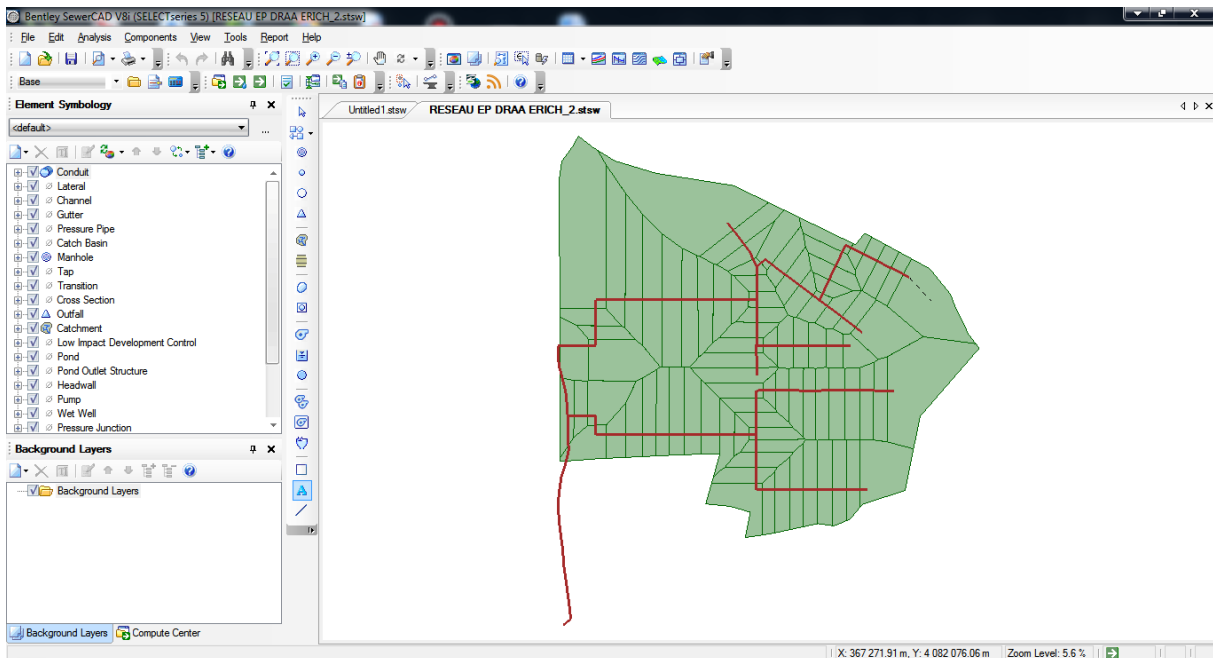 Bentley SewerCAD V8i (SELECTseries 5) [RESEAU EP DRAA ERICH_2.stsw]
File Edit Analysis Components View Tools Report Help
Base
Element Symbology
<default>
...
Conduit
Lateral
Channel
Gutter
Pressure Pipe
Catch Basin
Manhole
Tap
Transition
Cross Section
Outfall
Catchment
Low Impact Development Control
Pond
Pond Outlet Structure
Headwall
Pump
Wet Well
Pressure Junction
Background Layers
Background Layers
Background Layers Compute Center
Untitled1.stsw RESEAU EP DRAA ERICH_2.stsw
X: 367 271.91 m, Y: 4 082 076.06 m Zoom Level: 5.6 %